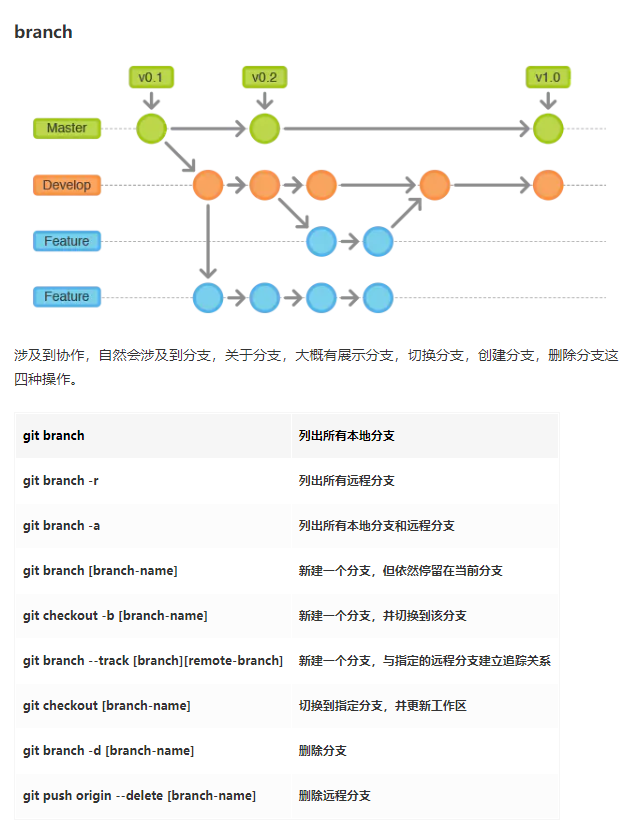 branch
v0.1
v0.2
v1.0
Master
Develop
Feature
Feature
涉及到协作，自然会涉及到分支，关于分支，大概有展示分支，切换分支，创建分支，删除分支这
四种操作。
git branch 列出所有本地分支
git branch -r 列出所有远程分支
git branch -a 列出所有本地分支和远程分支
git branch [branch-name] 新建一个分支，但依然停留在当前分支
git checkout -b [branch-name] 新建一个分支，并切换到该分支
git branch --track [branch][remote-branch] 新建一个分支，与指定的远程分支建立追踪关系
git checkout [branch-name] 切换到指定分支，并更新工作区
git branch -d [branch-name] 删除分支
git push origin --delete [branch-name] 删除远程分支